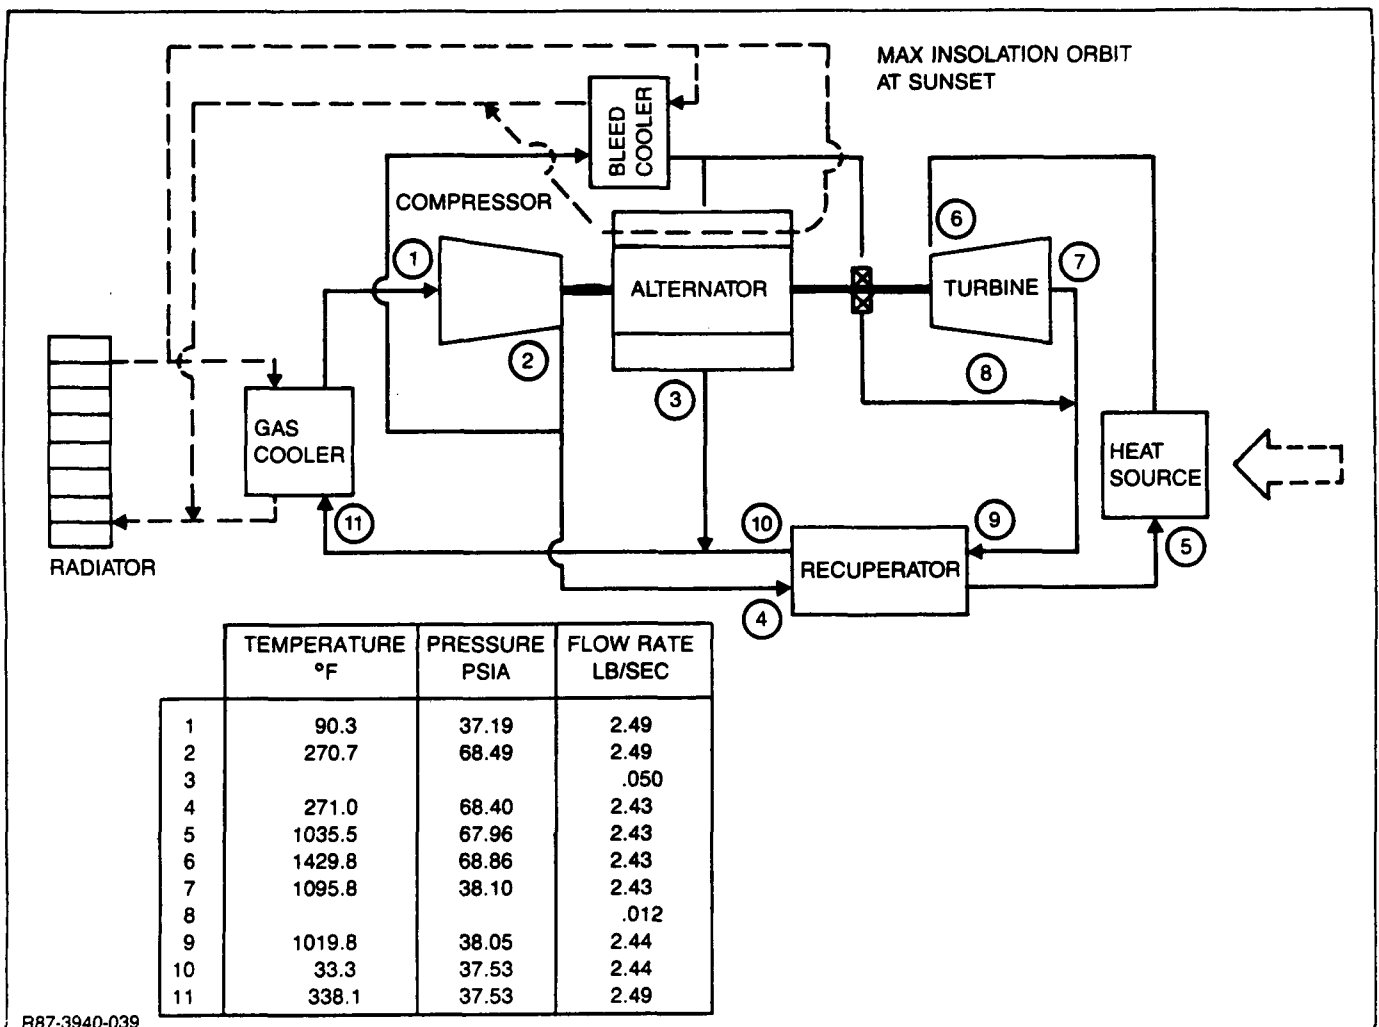 MAX INSOLATION ORBIT
AT SUNSET
BLEED
COOLER
COMPRESSOR
6
1
7
ALTERNATOR
TURBINE
2
8
3
GAS
COOLER
HEAT
SOURCE
11
10
9
5
RADIATOR
RECUPERATOR
4
TEMPERATURE PRESSURE FLOW RATE
°F PSIA LB/SEC
1 90.3 37.19 2.49
2 270.7 68.49 2.49
3 .050
4 271.0 68.40 2.43
5 1035.5 67.96 2.43
6 1429.8 68.86 2.43
7 1095.8 38.10 2.43
8 .012
9 1019.8 38.05 2.44
10 33.3 37.53 2.44
11 338.1 37.53 2.49
R87-3940-039